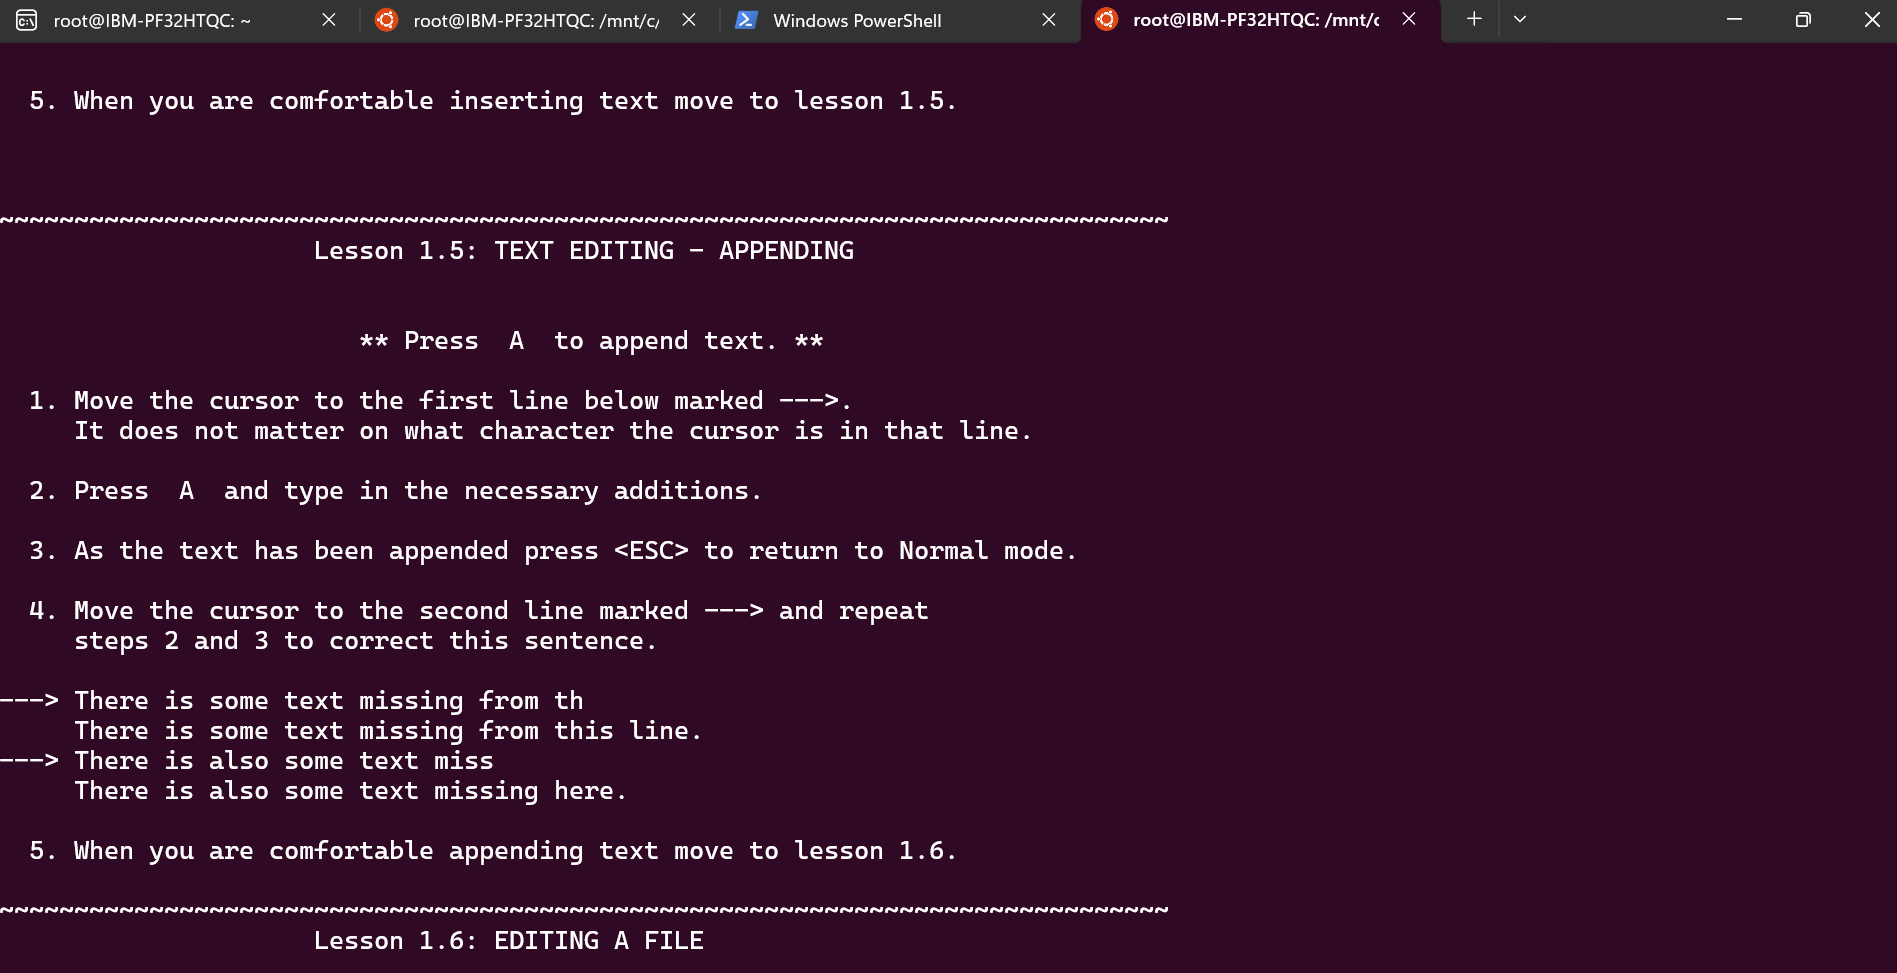 root@IBM-PF32HTQC: ~
root@IBM-PF32HTQC: /mnt/c/
Windows PowerShell
root@IBM-PF32HTQC: /mnt/c
5. When you are comfortable inserting text move to lesson 1.5.
~~~~~~~~~~~~~~~~~~~~~~~~~~~~~~~~~~~~~~~~~~~~~~~~~~~~~~~~~~~~~~~~~~~~~~~~~~~~~~
Lesson 1.5: TEXT EDITING - APPENDING
** Press  A  to append text. **
1. Move the cursor to the first line below marked --->.
It does not matter on what character the cursor is in that line.
2. Press  A  and type in the necessary additions.
3. As the text has been appended press <ESC> to return to Normal mode.
4. Move the cursor to the second line marked ---> and repeat
steps 2 and 3 to correct this sentence.
---> There is some text missing from th
There is some text missing from this line.
---> There is also some text miss
There is also some text missing here.
5. When you are comfortable appending text move to lesson 1.6.
~~~~~~~~~~~~~~~~~~~~~~~~~~~~~~~~~~~~~~~~~~~~~~~~~~~~~~~~~~~~~~~~~~~~~~~~~~~~~~
Lesson 1.6: EDITING A FILE